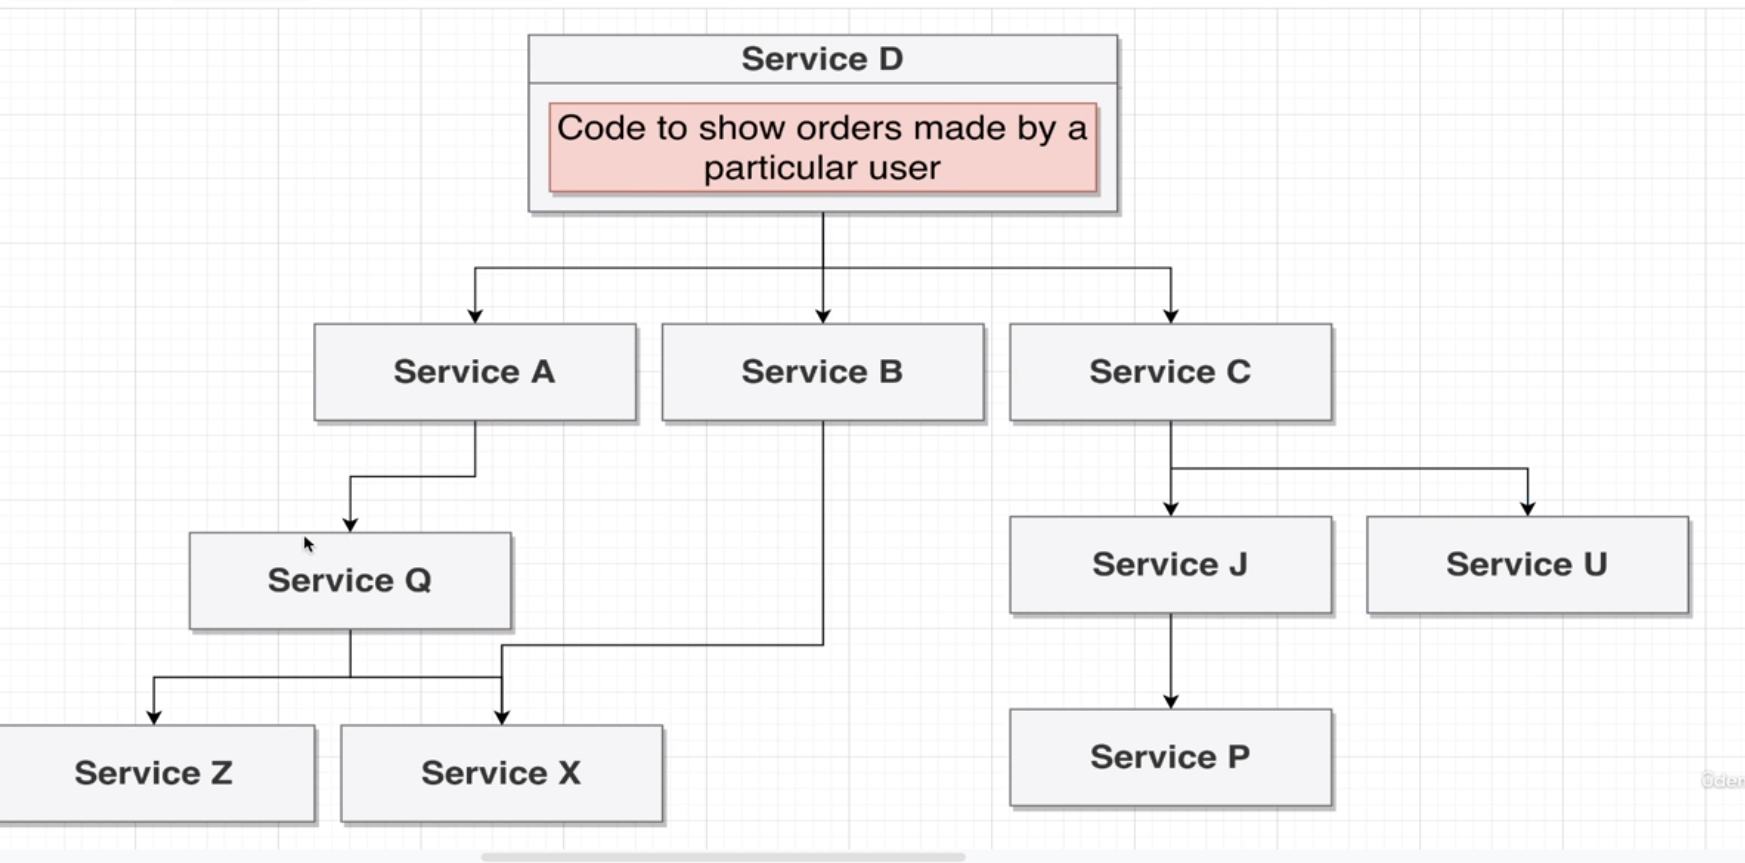 Service D
Code to show orders made by a
particular user
Service A
Service B
Service C
Service Q
Service J
Service U
Service Z
Service X
Service P